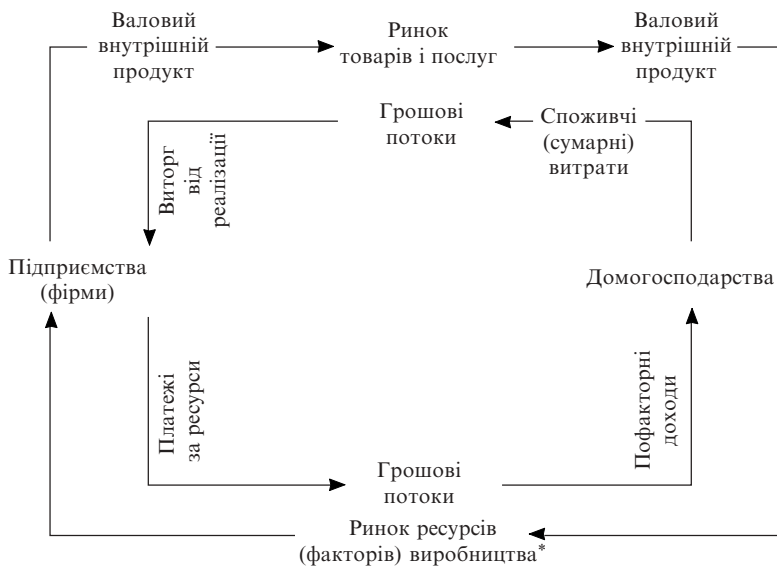 Валовий
внутрішній
продукт
Ринок
товарів і послуг
Валовий
внутрішній
продукт
Грошові
потоки
Споживчі
(сумарні)
витрати
Виторг
від
реалізації
Підприємства
(фірми)
Домогосподарства
Платежі
за ресурси
Пофакторні
доходи
Грошові
потоки
Ринок ресурсів
(факторів) виробництва*